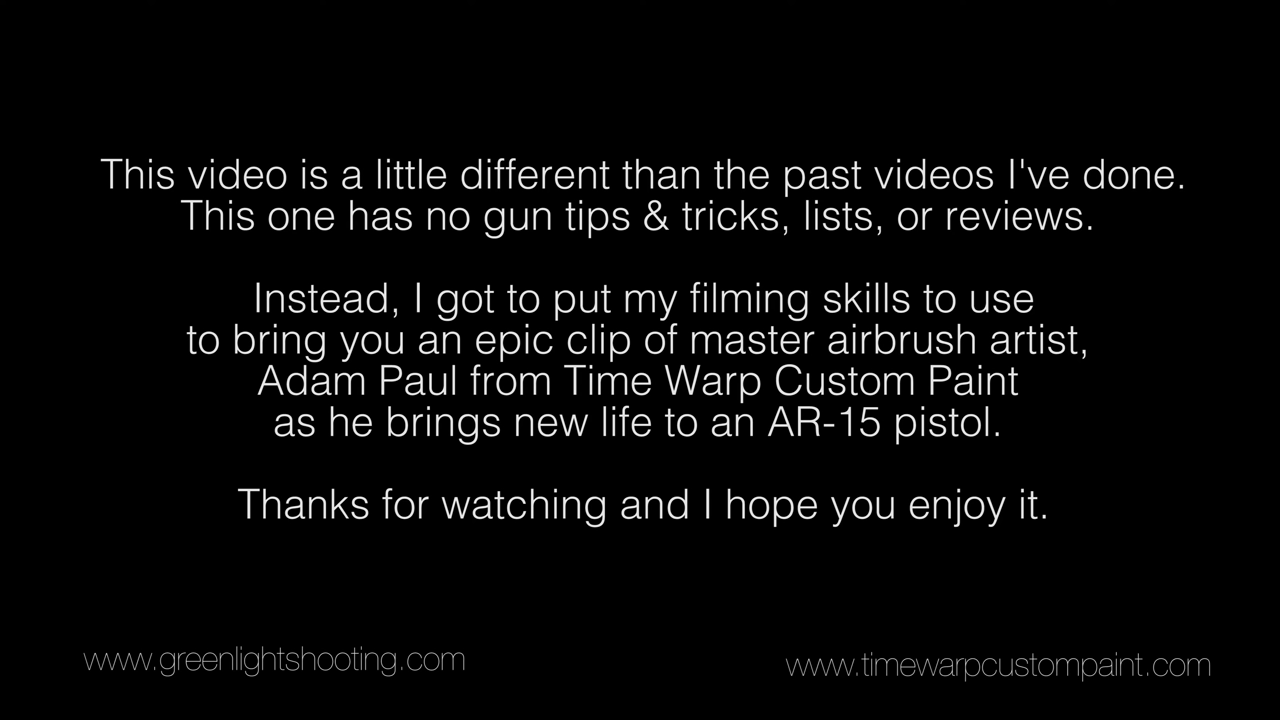 This video is a little different than the past videos I've done.
This one has no gun tips & tricks, lists, or reviews.
Instead, I got to put my filming skills to use
to bring you an epic clip of master airbrush artist,
Adam Paul from Time Warp Custom Paint
as he brings new life to an AR-15 pistol.
Thanks for watching and I hope you enjoy it.
www.greenlightshooting.com
www.timewarpcustompaint.com